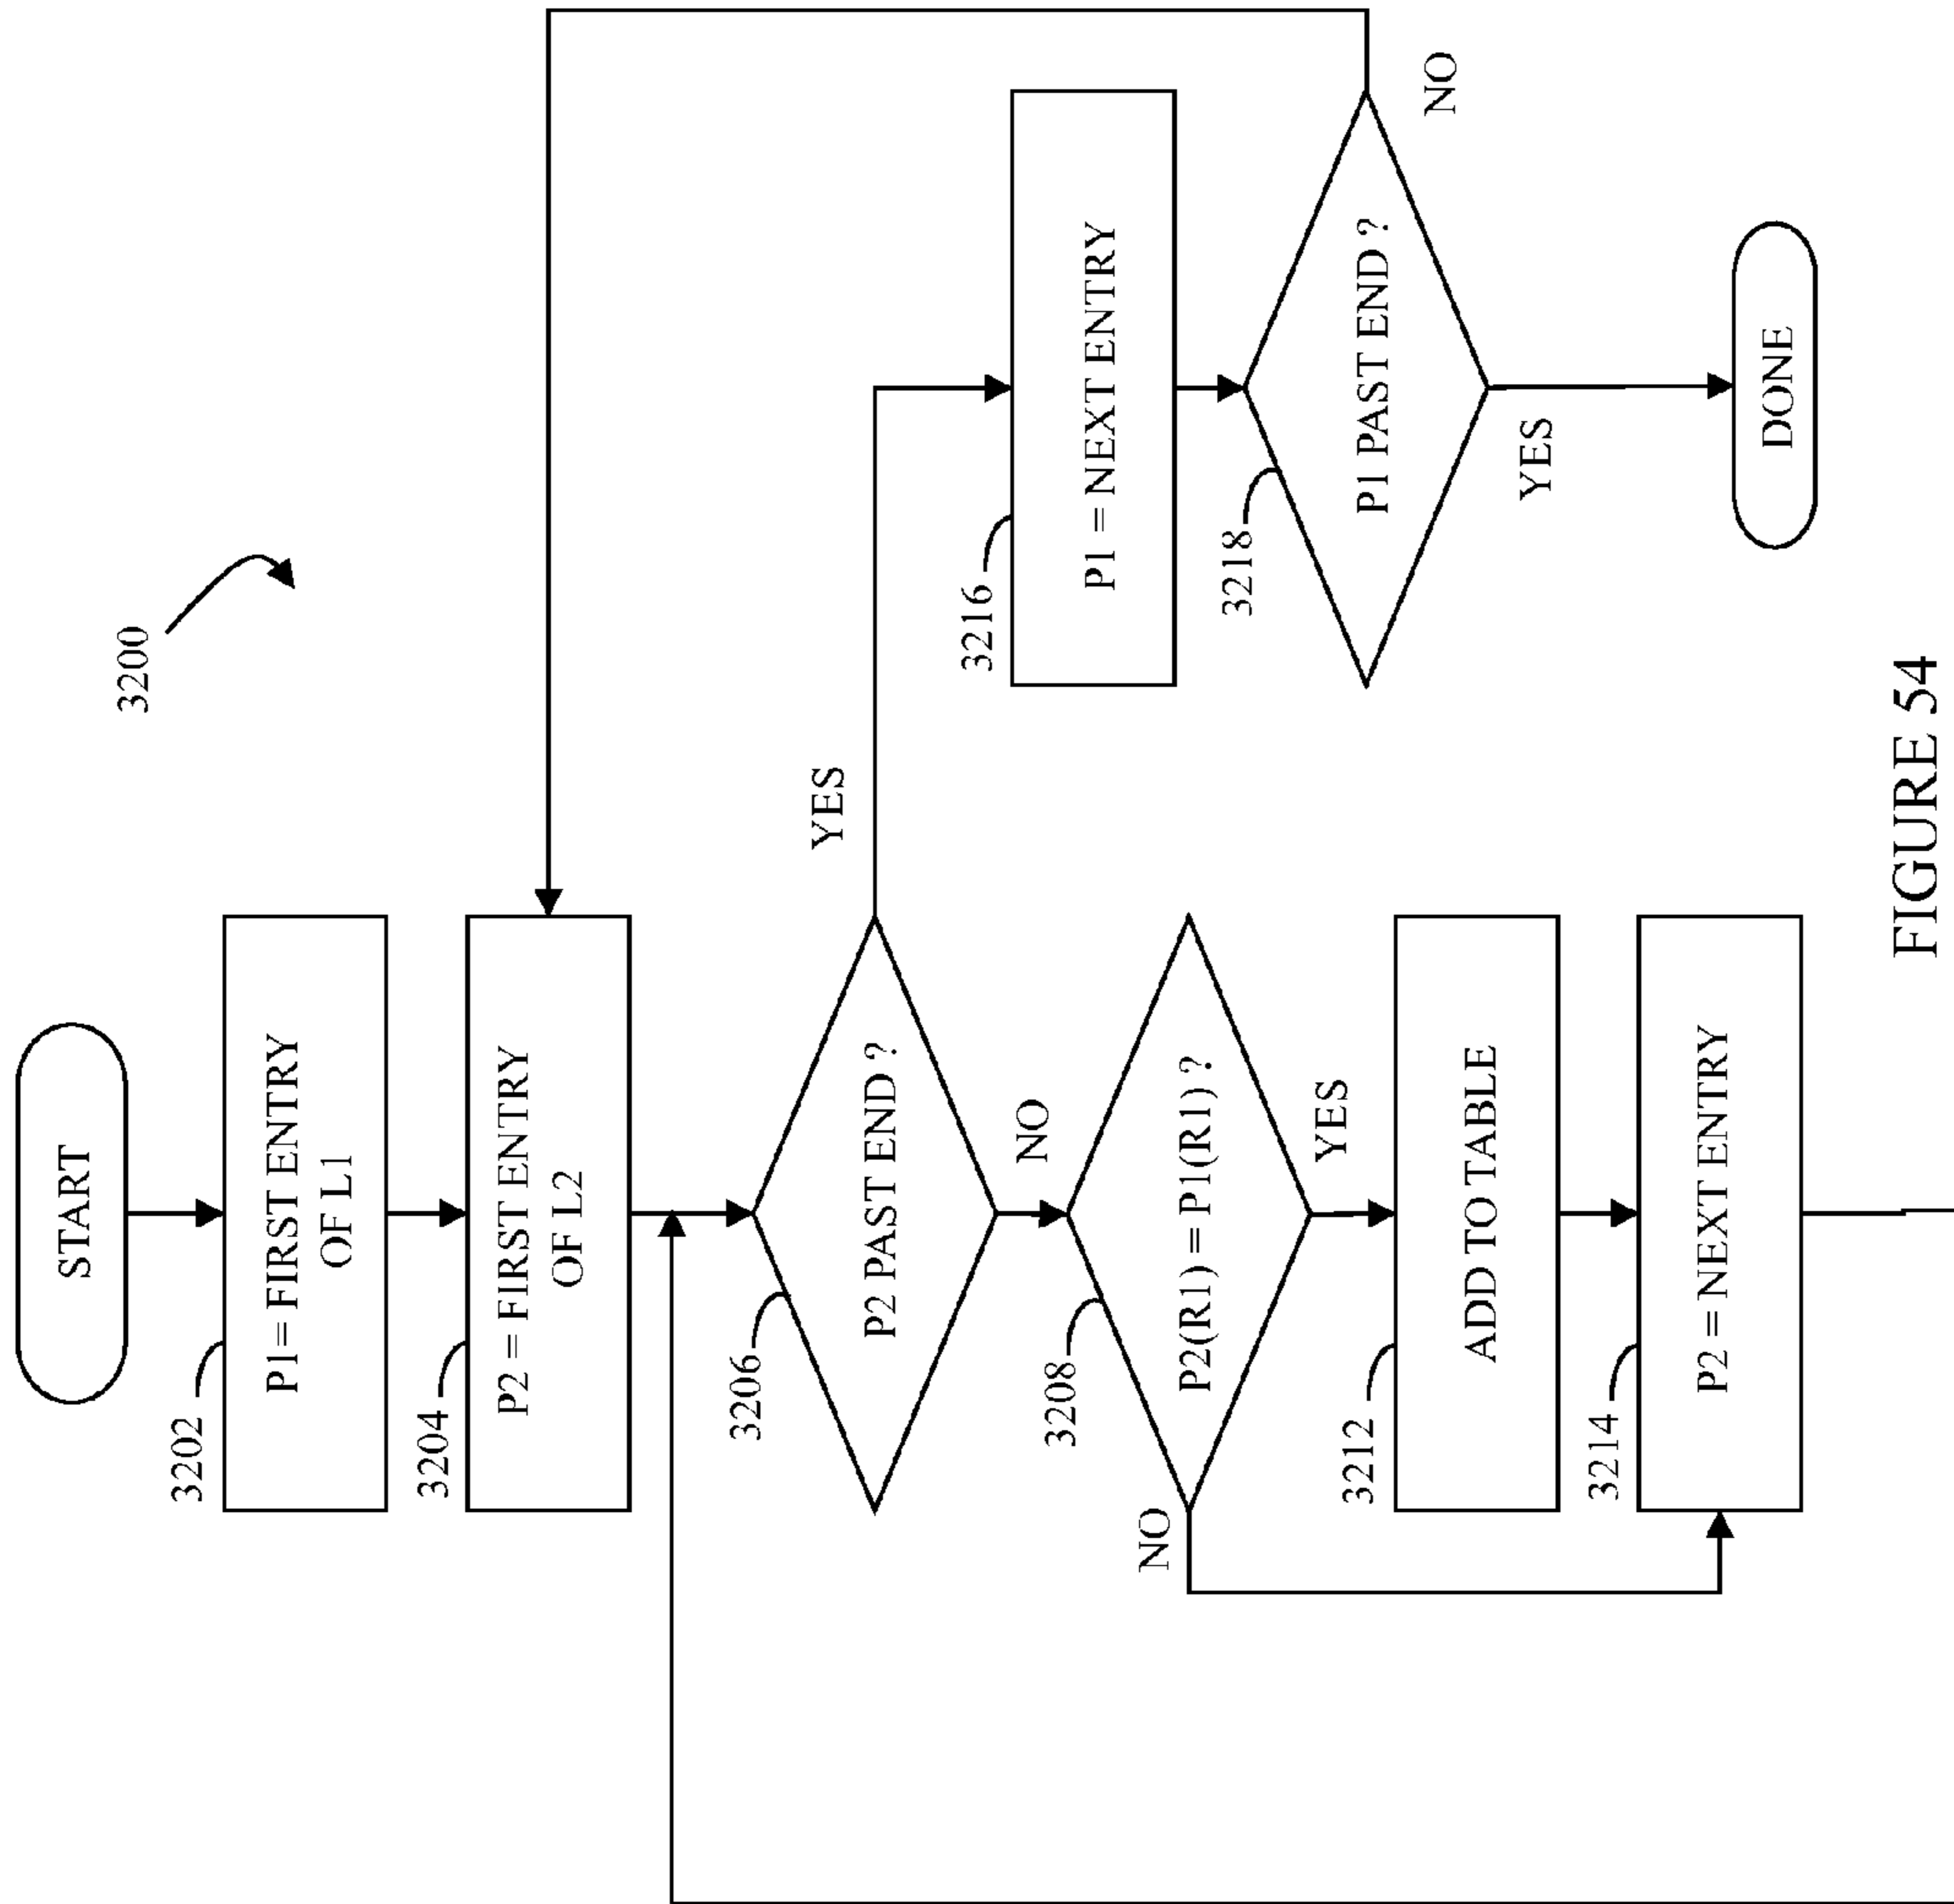 3200
START
3202
P1= FIRST ENTRY
OF L1
3204
P2 = FIRST ENTRY
OF L2
3206
P2 PAST END ?
YES
NO
3208
P2(R1) = P1(R1) ?
NO
YES
3212
ADD TO TABLE
3214
P2 = NEXT ENTRY
3216
P1 = NEXT ENTRY
3218
P1 PAST END ?
NO
YES
DONE
FIGURE 54